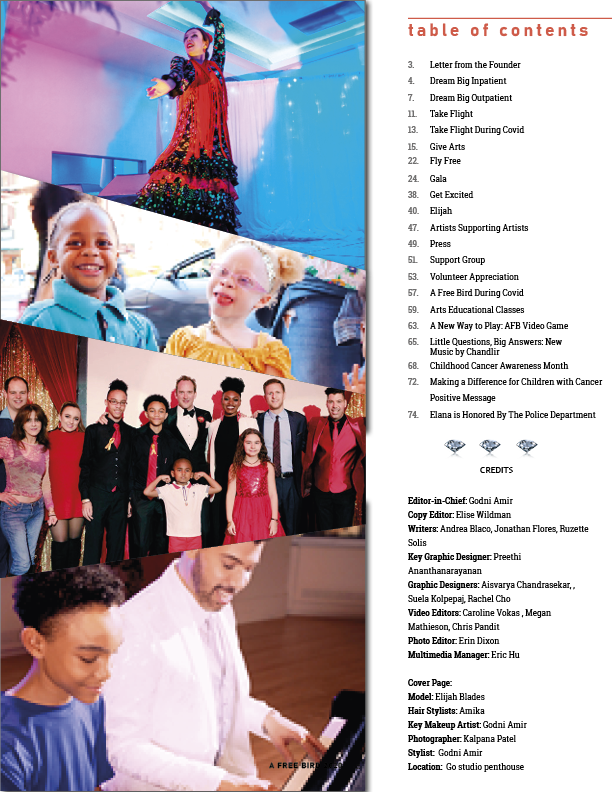 table of contents
3. Letter from the Founder
4. Dream Big Inpatient
7. Dream Big Outpatient
11. Take Flight
13. Take Flight During Covid
15. Give Arts
22. Fly Free
24. Gala
38. Get Excited
40. Elijah
47. Artists Supporting Artists
49. Press
51. Support Group
53. Volunteer Appreciation
57. A Free Bird During Covid
59. Arts Educational Classes
63. A New Way to Play: AFB Video Game
65. Little Questions, Big Answers: New
Music by Chandlir
68. Childhood Cancer Awareness Month
72. Making a Difference for Children with Cancer
Positive Message
74. Elana is Honored By The Police Department
CREDITS
Editor-in-Chief: Godni Amir
Copy Editor: Elise Wildman
Writers: Andrea Blaco, Jonathan Flores, Ruzette
Solis
Key Graphic Designer: Preethi
Ananthanarayanan
Graphic Designers: Aisvarya Chandrasekar, ,
Suela Kolpepaj, Rachel Cho
Video Editors: Caroline Vokas , Megan
Mathieson, Chris Pandit
Photo Editor: Erin Dixon
Multimedia Manager: Eric Hu
Cover Page:
Model: Elijah Blades
Hair Stylists: Amika
Key Makeup Artist: Godni Amir
Photographer: Kalpana Patel
Stylist: Godni Amir
Location: Go studio penthouse
A FREE BIRD